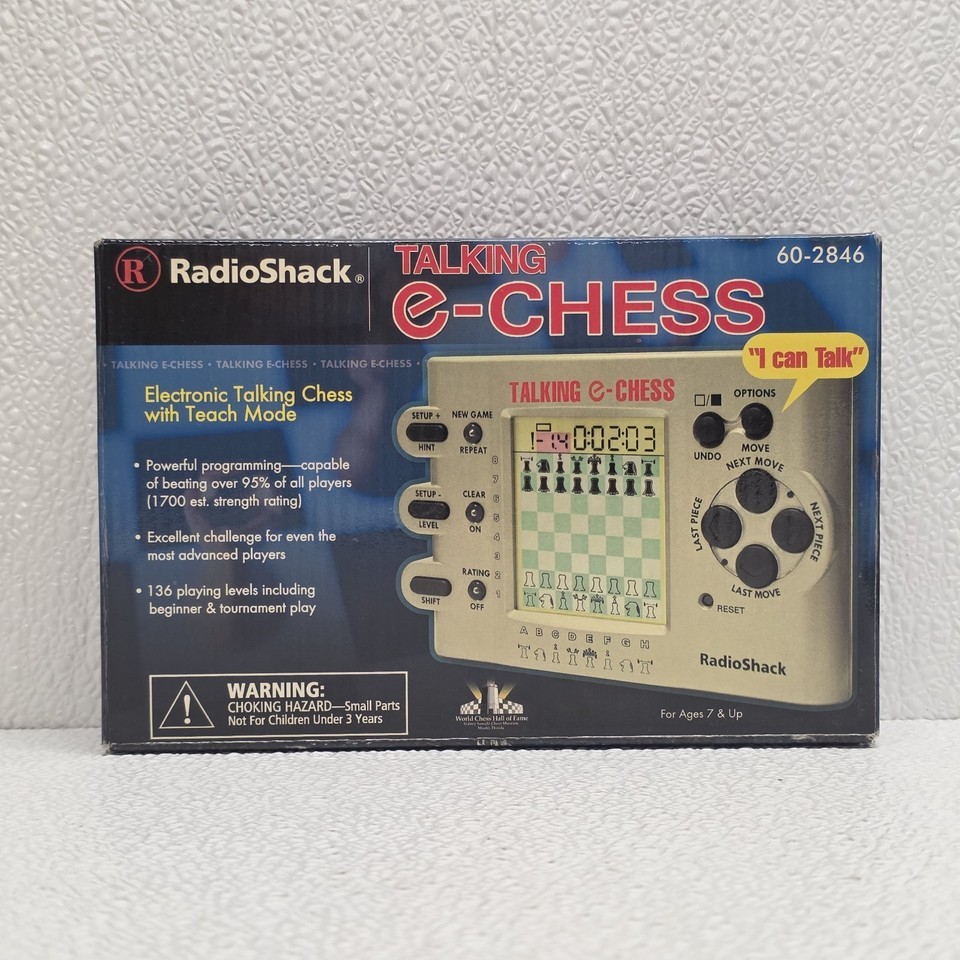 R RadioShack®
TALKING
e-CHESS
60-2846
TALKING E-CHESS • TALKING E-CHESS • TALKING E-CHESS •
Electronic Talking Chess
with Teach Mode
• Powerful programming—capable
of beating over 95% of all players
(1700 est. strength rating)
• Excellent challenge for even the
most advanced players
• 136 playing levels including
beginner & tournament play
WARNING:
CHOKING HAZARD—Small Parts
Not For Children Under 3 Years
"I can Talk"
TALKING e-CHESS
SETUP +
HINT
NEW GAME
REPEAT
SETUP -
LEVEL
CLEAR
ON
SHIFT
RATING
OFF
!-1.4 0:02:03
8
7
6
5
4
3
2
1
A B C D E F G H
OPTIONS
UNDO
MOVE
NEXT MOVE
LAST PIECE
NEXT PIECE
LAST MOVE
RESET
RadioShack
World Chess Hall of Fame
For Ages 7 & Up